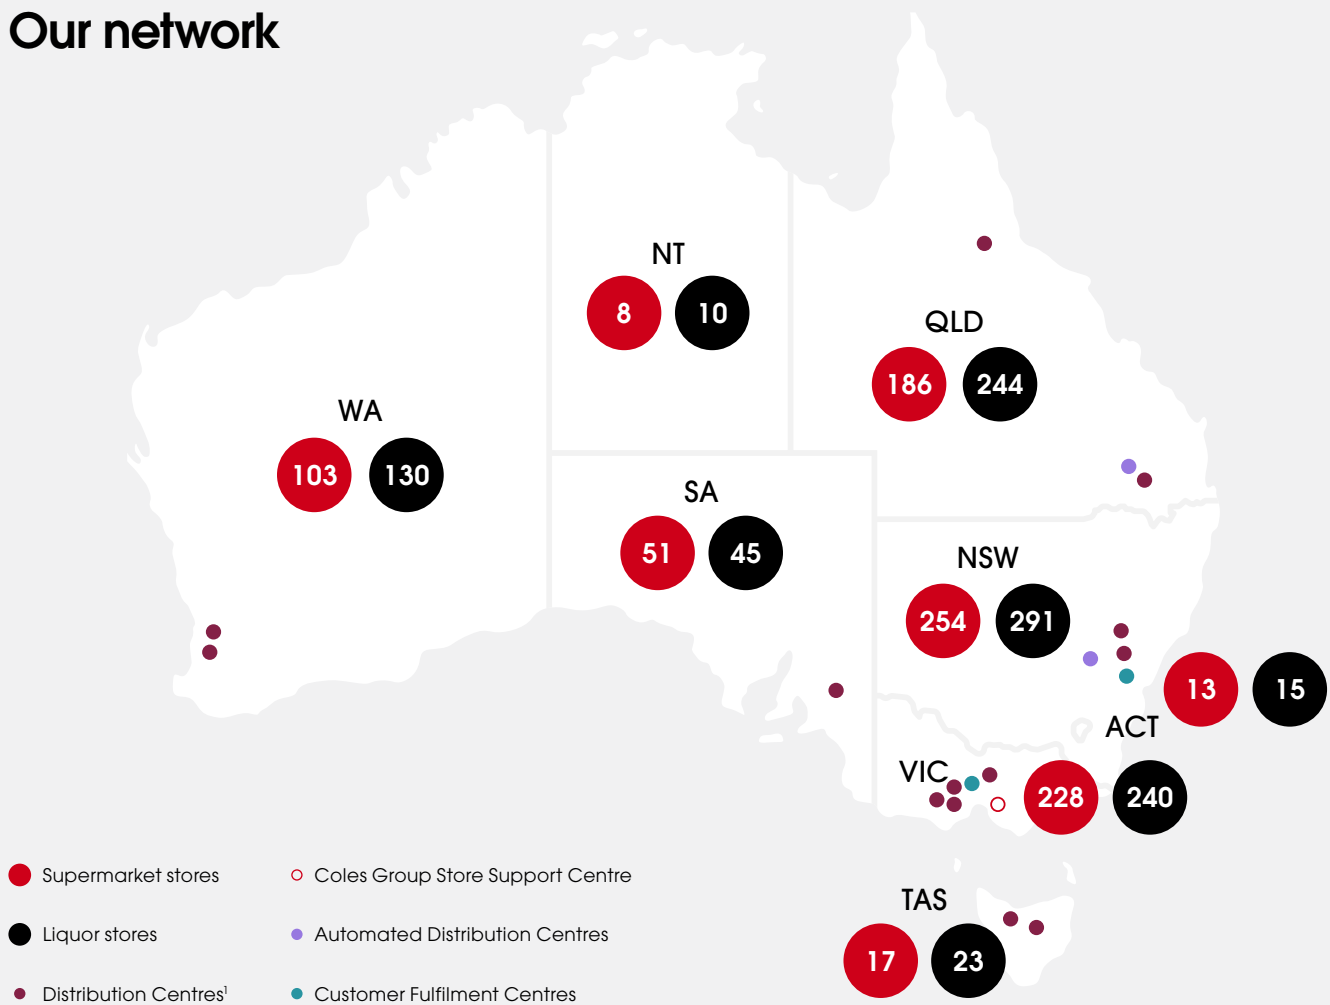 Our network
NT
8 10
QLD
186 244
WA
103 130
SA
51 45
NSW
254 291
13 15
ACT
VIC
228 240
TAS
17 23
Supermarket stores
Coles Group Store Support Centre
Liquor stores
Automated Distribution Centres
Distribution Centres¹
Customer Fulfilment Centres